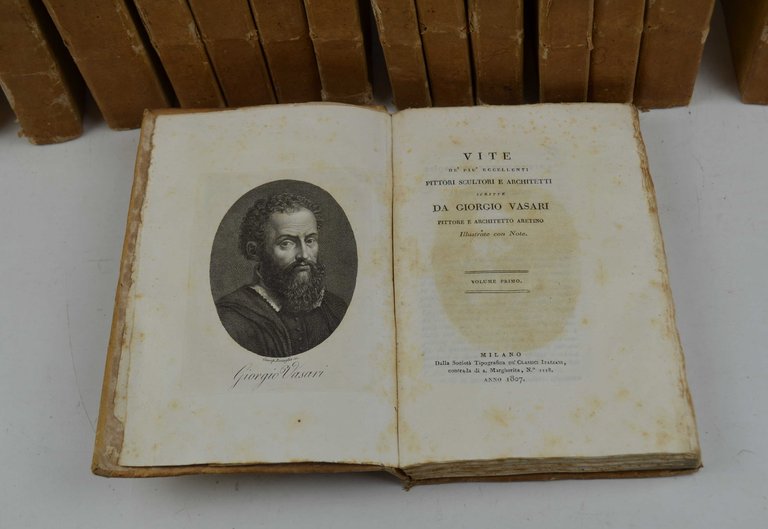 Giorgio Vasari
VITE
DE' PIU' ECCELLENTI
PITTORI SCULTORI E ARCHITETTI
SCRITTE
DA GIORGIO VASARI
PITTORE E ARCHITETTO ARETINO
Illustrate con Note.
VOLUME PRIMO.
MILANO
Dalla Società Tipografica de' Classici Italiani,
contrada di s. Margherita, N.° 1118.
ANNO 1807.